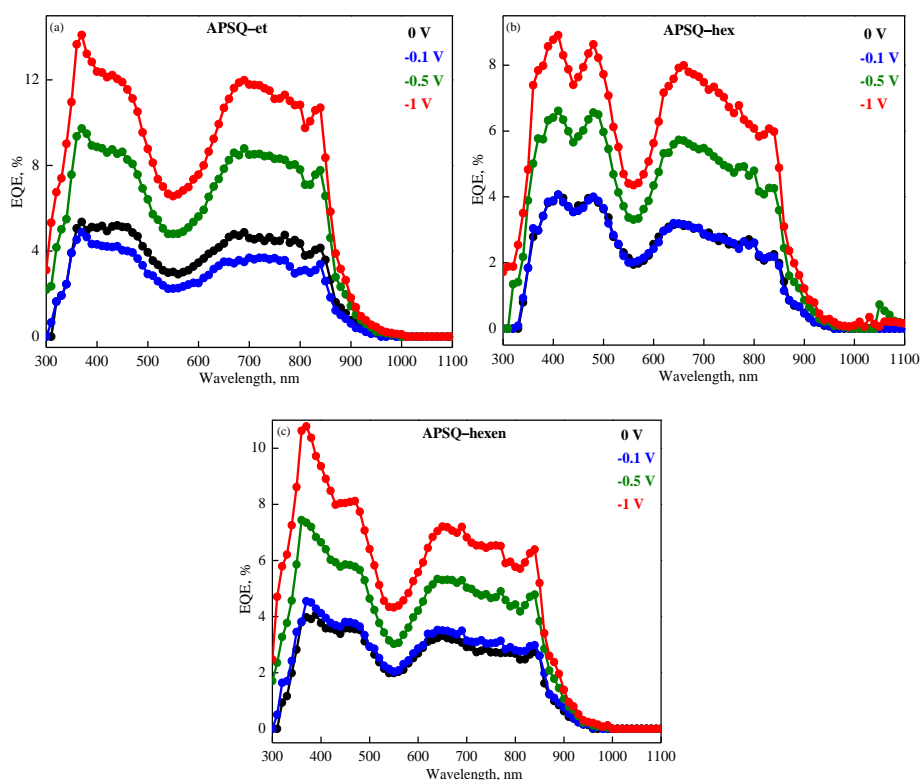 (a) APSQ–et
0 V
-0.1 V
-0.5 V
-1 V
12
8
4
0
EQE, %
300 400 500 600 700 800 900 1000 1100
Wavelength, nm
(b) APSQ–hex
0 V
-0.1 V
-0.5 V
-1 V
8
6
4
2
0
EQE, %
300 400 500 600 700 800 900 1000 1100
Wavelength, nm
(c) APSQ–hexen
0 V
-0.1 V
-0.5 V
-1 V
10
8
6
4
2
0
EQE, %
300 400 500 600 700 800 900 1000 1100
Wavelength, nm